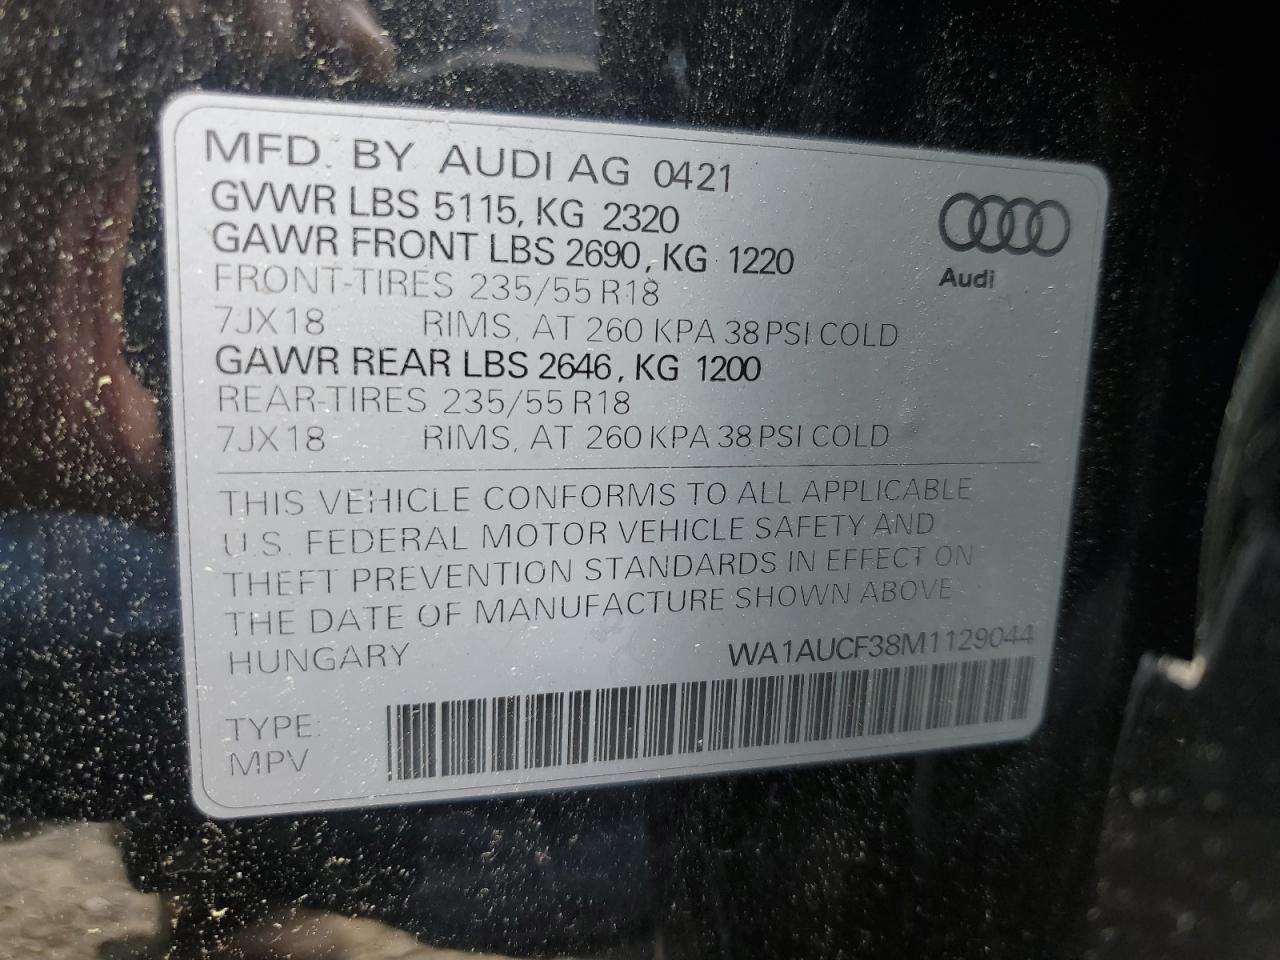 MFD. BY AUDI AG 0421
GVWR LBS 5115, KG 2320
GAWR FRONT LBS 2690, KG 1220
FRONT-TIRES 235/55 R18
7JX18 RIMS, AT 260 KPA 38 PSI COLD
GAWR REAR LBS 2646, KG 1200
REAR-TIRES 235/55 R18
7JX18 RIMS, AT 260 KPA 38 PSI COLD
Audi
THIS VEHICLE CONFORMS TO ALL APPLICABLE
U.S. FEDERAL MOTOR VEHICLE SAFETY AND
THEFT PREVENTION STANDARDS IN EFFECT ON
THE DATE OF MANUFACTURE SHOWN ABOVE
HUNGARY WA1AUCF38M1129044
TYPE:
MPV